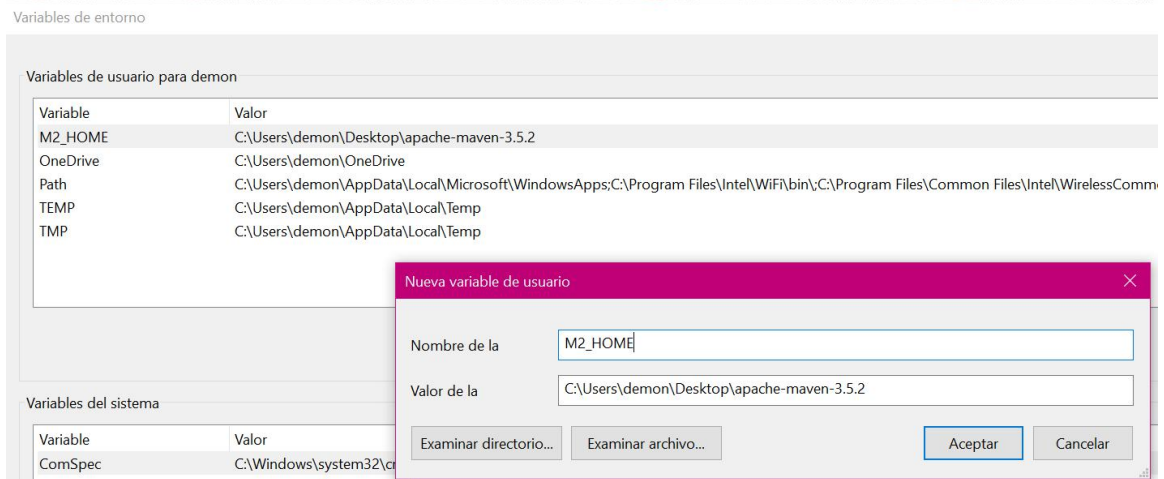 Variables de entorno
Variables de usuario para demon
Variable Valor
M2_HOME C:\Users\demon\Desktop\apache-maven-3.5.2
OneDrive C:\Users\demon\OneDrive
Path C:\Users\demon\AppData\Local\Microsoft\WindowsApps;C:\Program Files\Intel\WiFi\bin\;C:\Program Files\Common Files\Intel\WirelessComm
TEMP C:\Users\demon\AppData\Local\Temp
TMP C:\Users\demon\AppData\Local\Temp
Nueva variable de usuario
Nombre de la M2_HOME
Valor de la C:\Users\demon\Desktop\apache-maven-3.5.2
Examinar directorio... Examinar archivo... Aceptar Cancelar
Variables del sistema
Variable Valor
ComSpec C:\Windows\system32\c